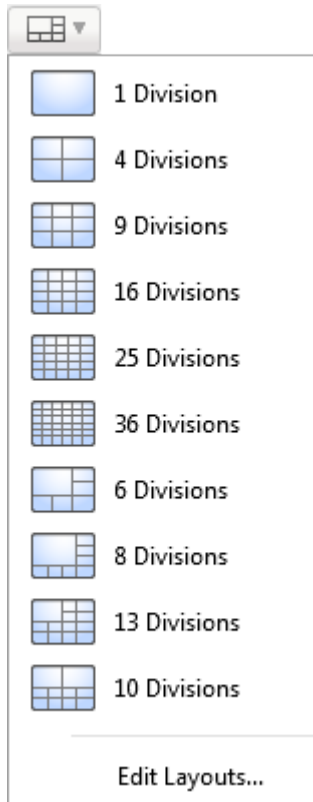 1 Division
4 Divisions
9 Divisions
16 Divisions
25 Divisions
36 Divisions
6 Divisions
8 Divisions
13 Divisions
10 Divisions
Edit Layouts...